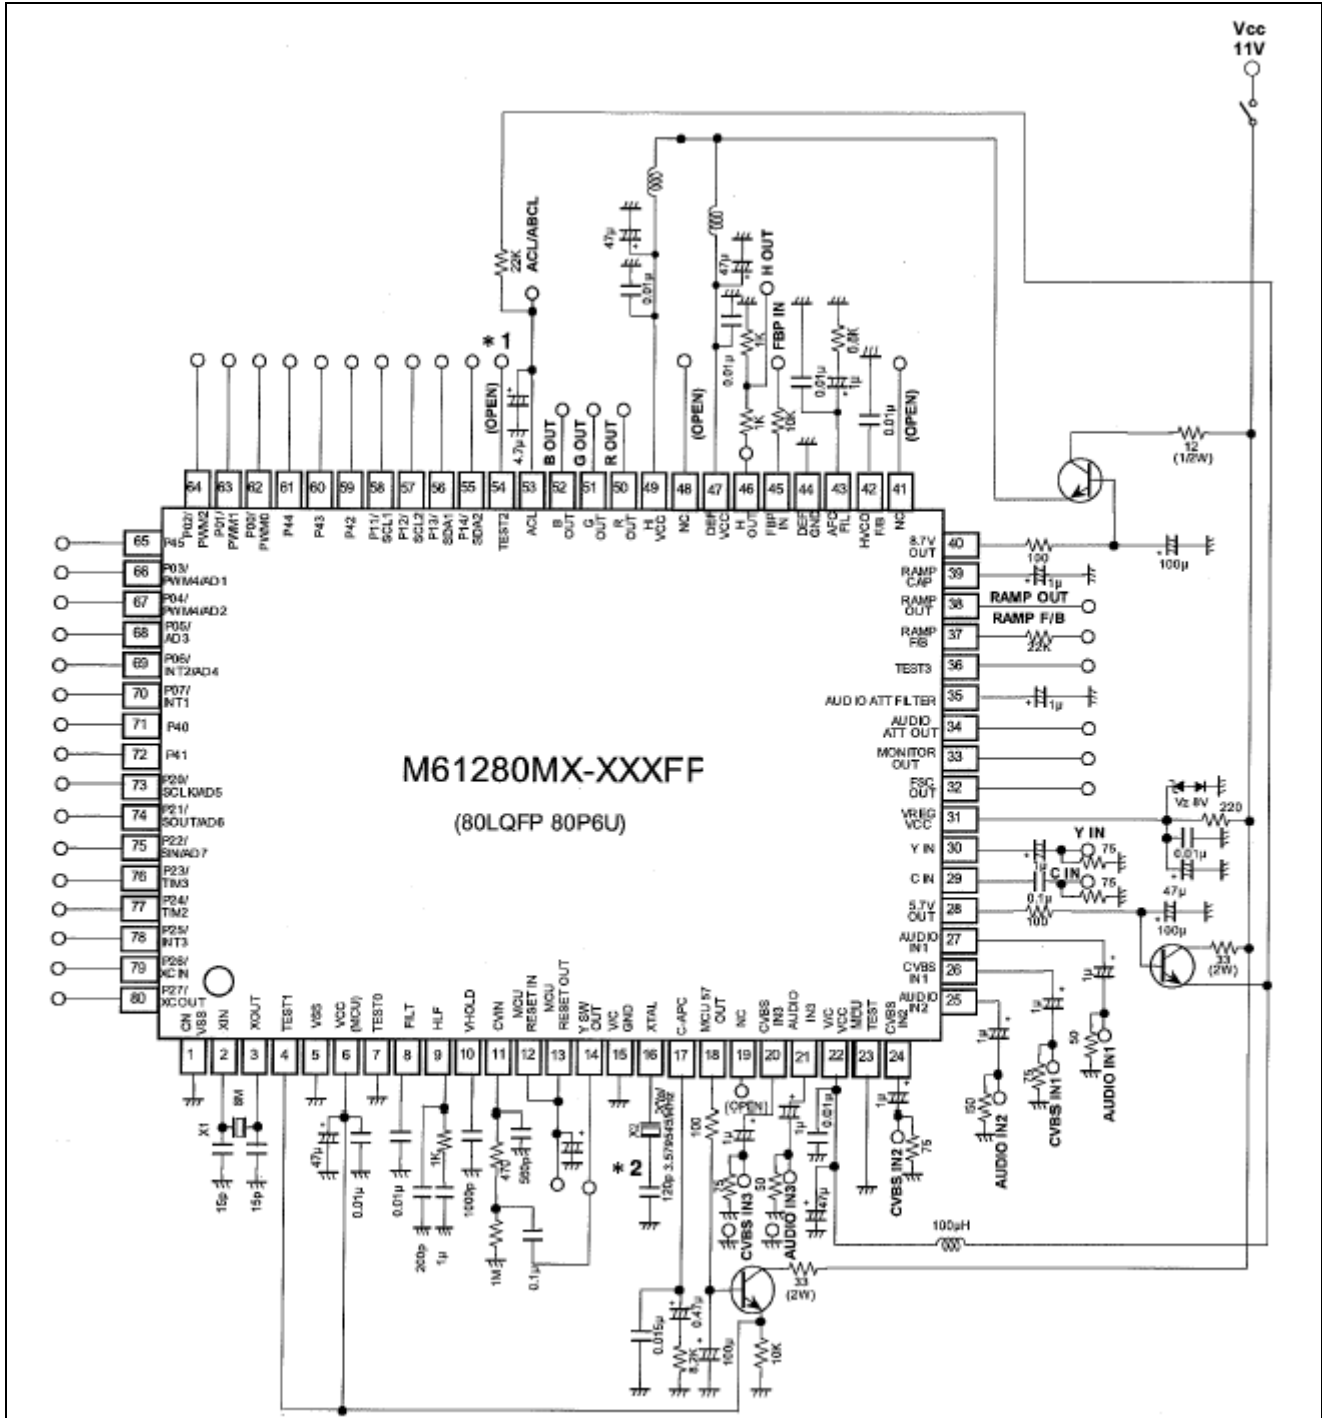 Vcc
11V
22K
ACL/ABCL
47μ
0.01μ
47μ
H OUT
0.01μ
1K
1K
FBP IN
10K
0.01μ
1μ
0.01μ
* 1
(OPEN)
4.7μ
B OUT
G OUT
R OUT
(OPEN)
(OPEN)
12
(1/2W)
64 63 62 61 60 59 58 57 56 55 54 53 52 51 50 49 48 47 46 45 44 43 42 41
P02/
PWM2
P01/
PWM1
P00/
PWM0
P44
P43
P42
P11/
SCL1
P12/
SCL2
P13/
SDA1
P14/
SDA2
TEST2
ACL
B
OUT
G
OUT
R
OUT
HI
VCC
NC
DEF
VCC
H
OUT
FBP
IN
DEF
GND
AFC
FIL
HVCO
F/B
NC
65 P45
66 P03/
PWM4/AD1
67 P04/
PWM4/AD2
68 P05/
AD3
69 P06/
INT2/AD4
70 P07/
INT1
71 P40
72 P41
73 P20/
SCLK/AD5
74 P21/
SOUT/AD6
75 P22/
SIN/AD7
76 P23/
TIM3
77 P24/
TIM2
78 P25/
INT3
79 P26/
XCIN
80 P27/
XCOUT
M61280MX-XXXFP
(80LQFP 80P6U)
8.7V
OUT 40
100
100μ
RAMP
CAP 39
1μ
RAMP
OUT 38
RAMP OUT
RAMP
F/B 37
RAMP F/B
22K
TEST3 36
AUDIO ATT FILTER 35
1μ
AUDIO
ATT OUT 34
MONITOR
OUT 33
FSC
OUT 32
VREG
VCC 31
Vz 8V
220
0.01μ
47μ
Y IN 30
1μ
Y IN
75
C IN 29
0.1μ
C IN
75
5.7V
OUT 28
100
100μ
33
(2W)
AUDIO
IN1 27
CVBS
IN1 26
AUDIO
IN2 25
1μ
1μ
1μ
50
AUDIO IN1
75
CVBS IN1
AUDIO IN2
CN
VSS
XIN
XOUT
TEST1
VSS
VCC
(MCU)
TEST0
FILT
HLF
VHOLD
CVIN
MCU
RESET IN
MCU
RESET OUT
Y SW
OUT
V/C
GND
XTAL
C-APC
MCU 57
OUT
NC
CVBS
IN3
AUDIO
IN3
V/C
VCC
MCU
TEST
CVBS
IN2
1 2 3 4 5 6 7 8 9 10 11 12 13 14 15 16 17 18 19 20 21 22 23 24
X1
8M
15p
15p
47μ
0.01μ
0.01μ
1K
200p
1μ
1000p
470
560p
1M
0.1μ
X2
* 2
120p
100
(OPEN)
1μ
75
CVBS IN3
1μ
50
AUDIO IN3
0.01μ
47μ
1μ
CVBS IN2
75
100μH
33
(2W)
0.015μ
0.47μ
8.2K
100μ
10K